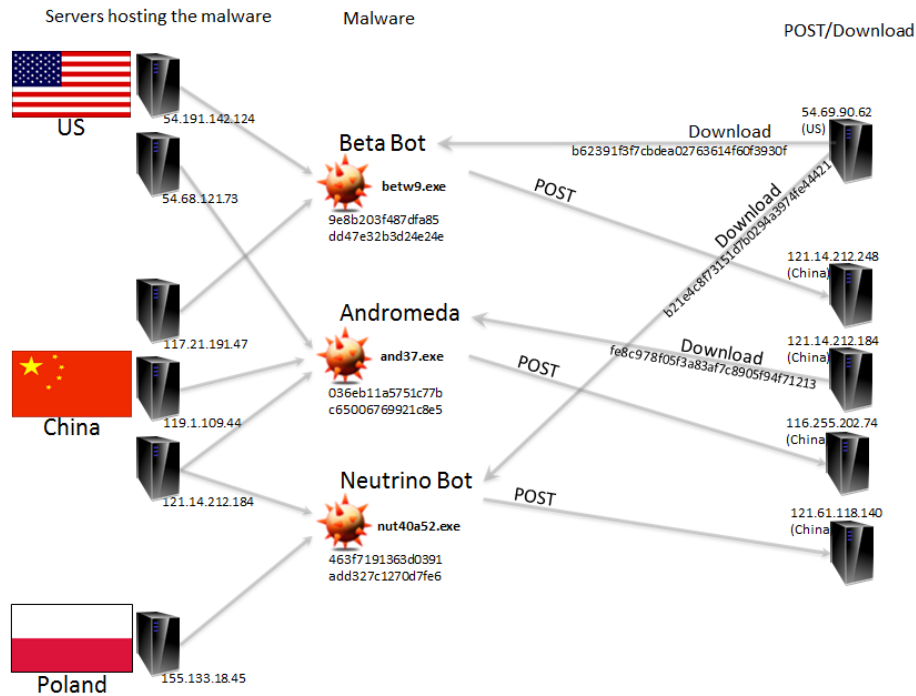 Servers hosting the malware
Malware
POST/Download
US
54.191.142.124
54.68.121.73
117.21.191.47
China
119.1.109.44
121.14.212.184
Poland
155.133.18.45
Beta Bot
betw9.exe
9e8b203f487dfa85
dd47e32b3d24e24e
Andromeda
and37.exe
036eb11a5751c77b
c65006769921c8e5
Neutrino Bot
nut40a52.exe
463f7191363d0391
add327c1270d7fe6
Download
b62391f3f7cbdea02763614f60f3930f
POST
Download
b21e4c8f73151d7b0294a3974fe44421
Download
fe8c978f05f3a83af7c8905f94f71213
POST
POST
54.69.90.62
(US)
121.14.212.248
(China)
121.14.212.184
(China)
116.255.202.74
(China)
121.61.118.140
(China)